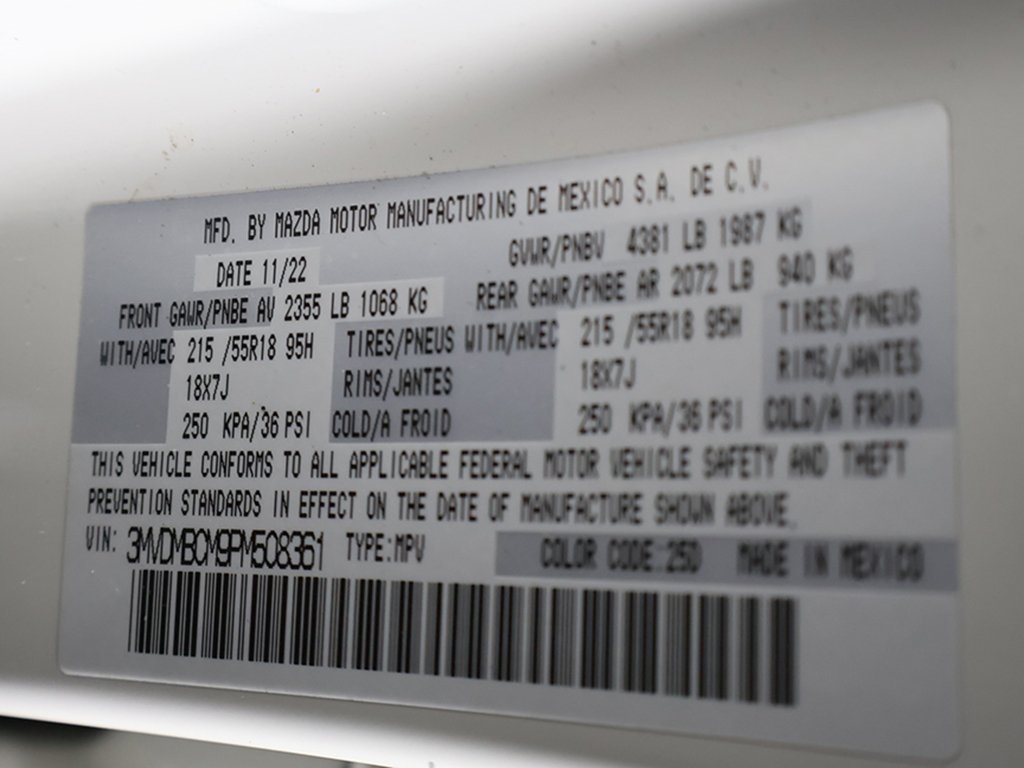 MFD. BY MAZDA MOTOR MANUFACTURING DE MEXICO S.A. DE C.V.
DATE 11/22 GVWR/PNBV 4381 LB 1987 KG
FRONT GAWR/PNBE AV 2355 LB 1068 KG REAR GAWR/PNBE AR 2072 LB 940 KG
WITH/AVEC 215 /55R18 95H TIRES/PNEUS WITH/AVEC 215 /55R18 95H TIRES/PNEUS
18X7J RIMS/JANTES 18X7J RIMS/JANTES
250 KPA/36 PSI COLD/A FROID 250 KPA/36 PSI COLD/A FROID
THIS VEHICLE CONFORMS TO ALL APPLICABLE FEDERAL MOTOR VEHICLE SAFETY AND THEFT
PREVENTION STANDARDS IN EFFECT ON THE DATE OF MANUFACTURE SHOWN ABOVE.
VIN: 3MVDMBCM9PM508361 TYPE:MPV COLOR CODE:25D MADE IN MEXICO